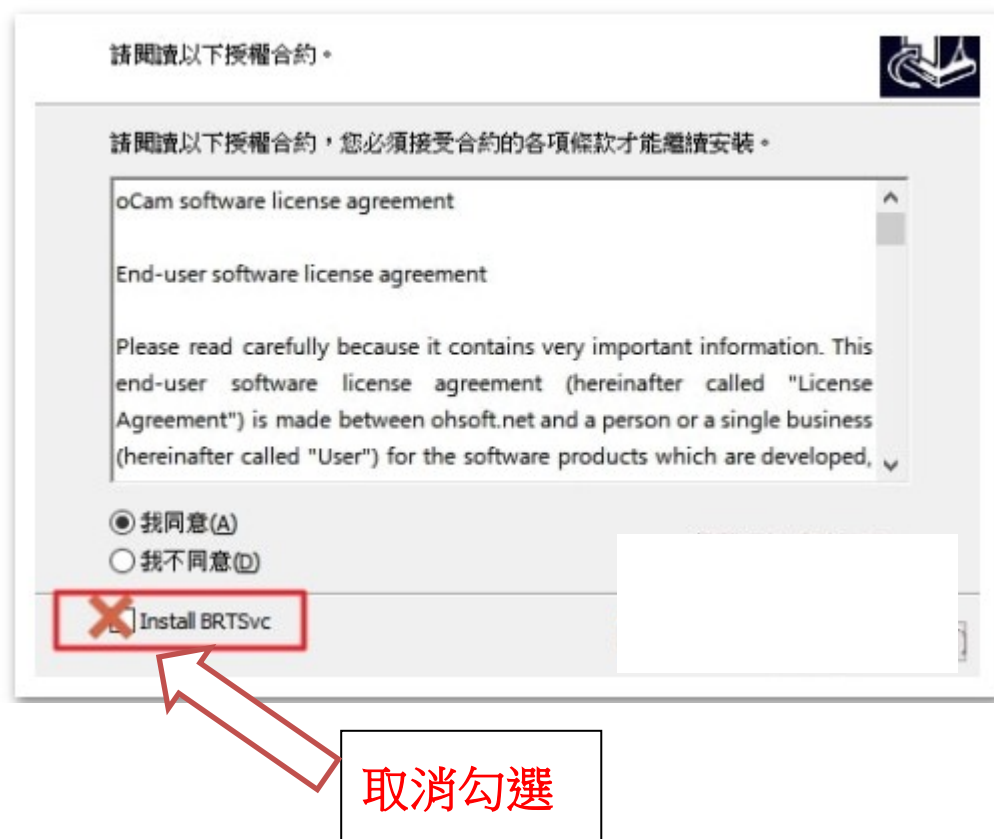 請閱讀以下授權合約。
請閱讀以下授權合約，您必須接受合約的各項條款才能繼續安裝。
oCam software license agreement
End-user software license agreement
Please read carefully because it contains very important information. This
end-user software license agreement (hereinafter called "License
Agreement") is made between ohsoft.net and a person or a single business
(hereinafter called "User") for the software products which are developed,
我同意(A)
我不同意(D)
Install BRTSvc
取消勾選